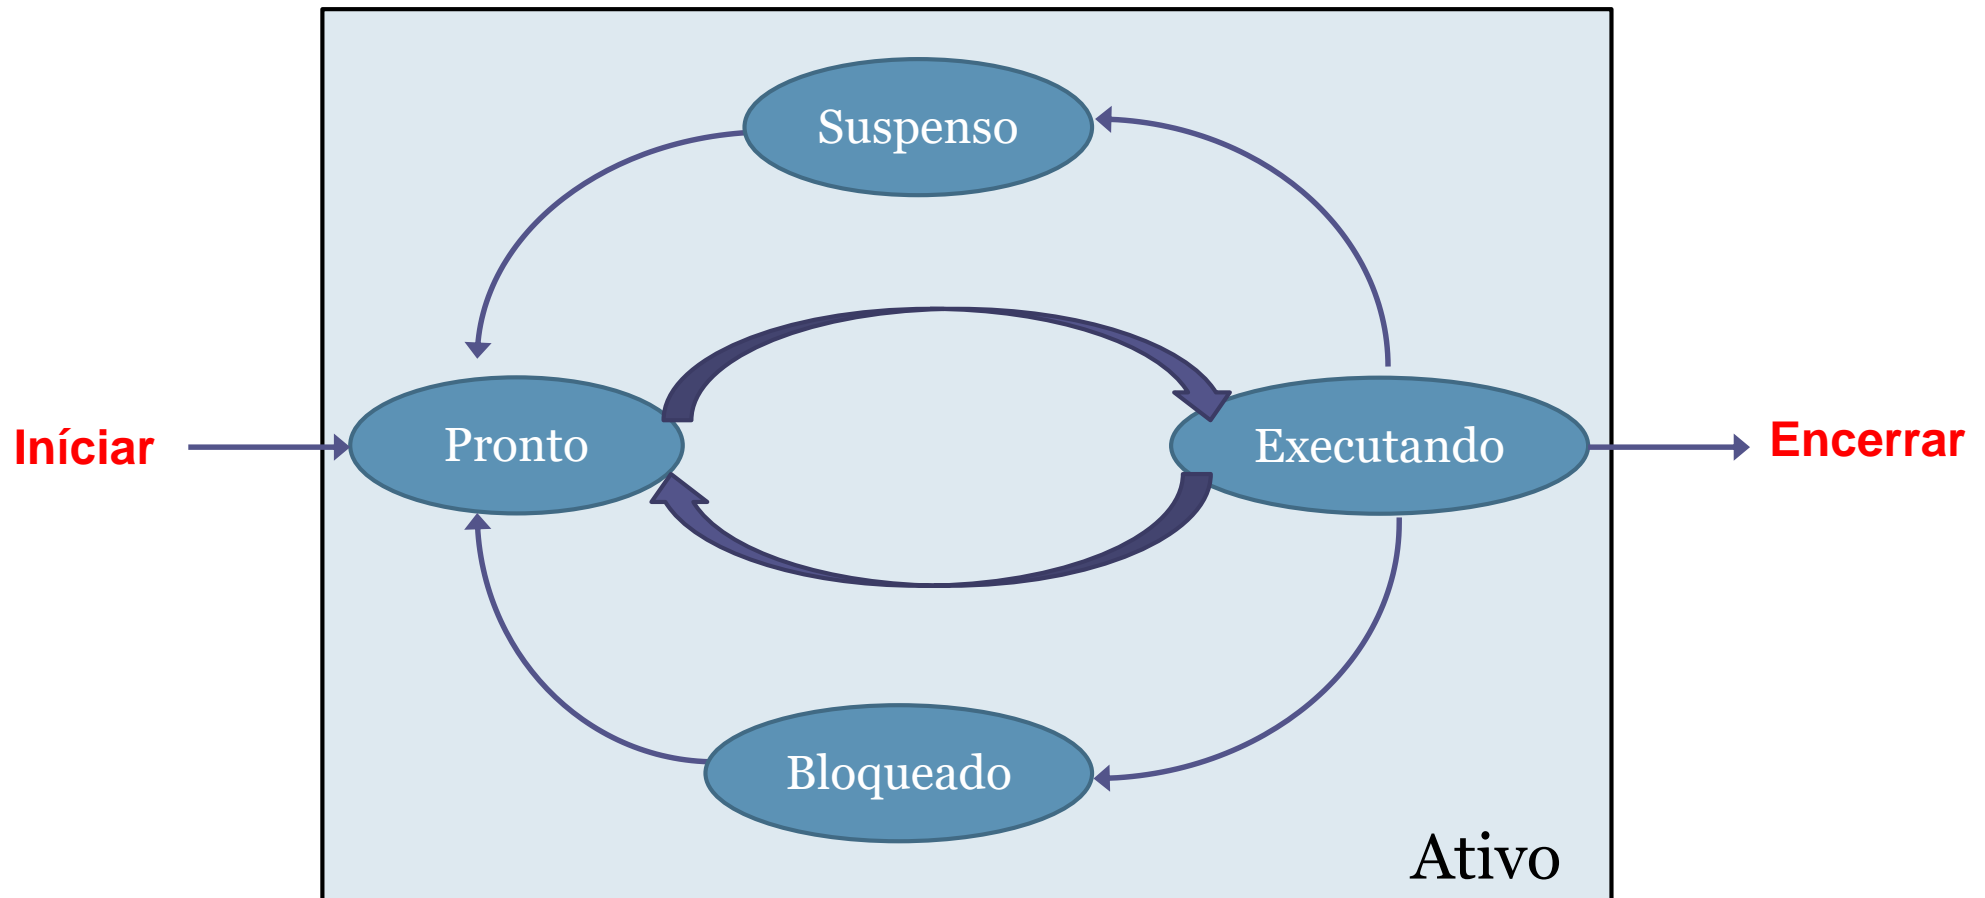 Suspenso
Iníciar
Pronto
Executando
Encerrar
Bloqueado
Ativo